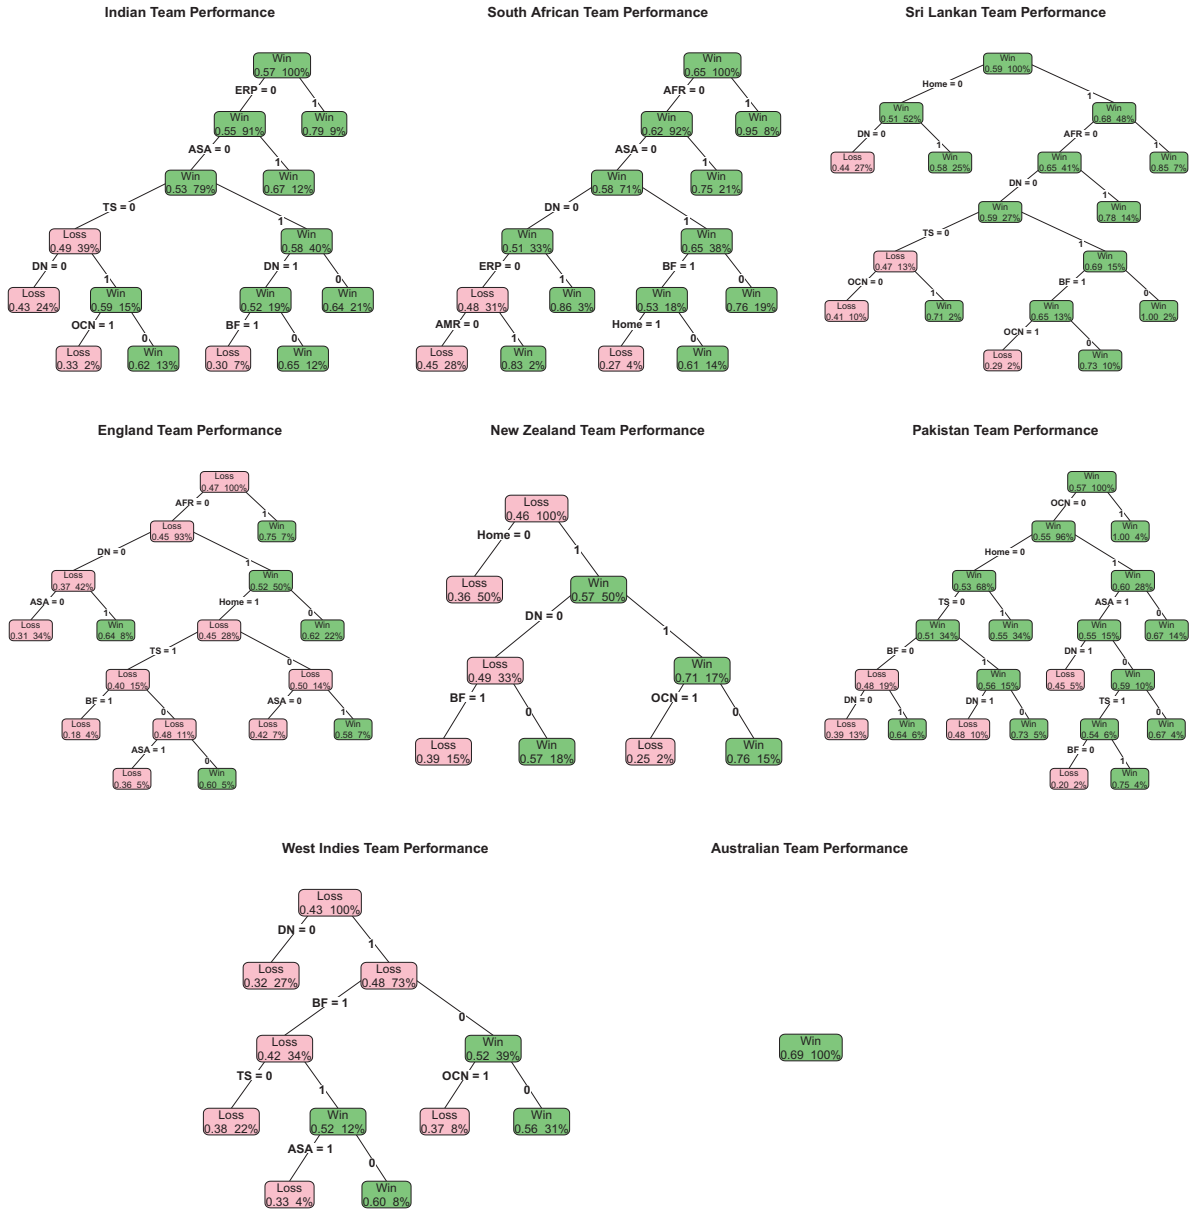 Indian Team Performance
Win
0.57 100%
ERP = 0
1
Win
0.55 91%
Win
0.79 9%
ASA = 0
1
Win
0.53 79%
Win
0.67 12%
TS = 0
1
Loss
0.49 39%
Win
0.58 40%
DN = 0
1
DN = 1
0
Loss
0.43 24%
Win
0.59 15%
Win
0.52 19%
Win
0.64 21%
OCN = 1
0
BF = 1
0
Loss
0.33 2%
Win
0.62 13%
Loss
0.30 7%
Win
0.65 12%
South African Team Performance
Win
0.65 100%
AFR = 0
1
Win
0.62 92%
Win
0.95 8%
ASA = 0
1
Win
0.58 71%
Win
0.75 21%
DN = 0
1
Win
0.51 33%
Win
0.65 38%
ERP = 0
1
BF = 1
0
Loss
0.48 31%
Win
0.86 3%
Win
0.53 18%
Win
0.76 19%
AMR = 0
1
Home = 1
0
Loss
0.45 28%
Win
0.83 2%
Loss
0.27 4%
Win
0.61 14%
Sri Lankan Team Performance
Win
0.59 100%
Home = 0
1
Win
0.51 52%
Win
0.68 48%
DN = 0
1
AFR = 0
1
Loss
0.44 27%
Win
0.58 25%
Win
0.65 41%
Win
0.85 7%
DN = 0
1
Win
0.59 27%
Win
0.78 14%
TS = 0
1
Loss
0.47 13%
Win
0.69 15%
OCN = 0
1
BF = 1
0
Loss
0.41 10%
Win
0.71 2%
Win
0.65 13%
Win
1.00 2%
OCN = 1
0
Loss
0.29 2%
Win
0.73 10%
England Team Performance
Loss
0.47 100%
AFR = 0
1
Loss
0.45 93%
Win
0.75 7%
DN = 0
1
Loss
0.37 42%
Win
0.52 50%
ASA = 0
1
Home = 1
0
Loss
0.31 34%
Win
0.64 8%
Loss
0.45 28%
Win
0.62 22%
TS = 1
0
Loss
0.40 15%
Loss
0.50 14%
BF = 1
0
ASA = 0
1
Loss
0.18 4%
Loss
0.48 11%
Loss
0.42 7%
Win
0.58 7%
ASA = 1
0
Loss
0.36 5%
Win
0.60 5%
New Zealand Team Performance
Loss
0.46 100%
Home = 0
1
Loss
0.36 50%
Win
0.57 50%
DN = 0
1
Loss
0.49 33%
Win
0.71 17%
BF = 1
0
OCN = 1
0
Loss
0.39 15%
Win
0.57 18%
Loss
0.25 2%
Win
0.76 15%
Pakistan Team Performance
Win
0.57 100%
OCN = 0
1
Win
0.55 96%
Win
1.00 4%
Home = 0
1
Win
0.53 68%
Win
0.60 28%
TS = 0
1
ASA = 1
0
Win
0.51 34%
Win
0.55 34%
Win
0.55 15%
Win
0.67 14%
BF = 0
1
DN = 1
0
Loss
0.48 19%
Win
0.56 15%
Loss
0.45 5%
Win
0.59 10%
DN = 0
1
DN = 1
0
TS = 1
0
Loss
0.39 13%
Win
0.64 6%
Loss
0.48 10%
Win
0.73 5%
Win
0.54 6%
Win
0.67 4%
BF = 0
1
Loss
0.20 2%
Win
0.75 4%
West Indies Team Performance
Loss
0.43 100%
DN = 0
1
Loss
0.32 27%
Loss
0.48 73%
BF = 1
0
Loss
0.42 34%
Win
0.52 39%
TS = 0
1
OCN = 1
0
Loss
0.38 22%
Win
0.52 12%
Loss
0.37 8%
Win
0.56 31%
ASA = 1
0
Loss
0.33 4%
Win
0.60 8%
Australian Team Performance
Win
0.69 100%